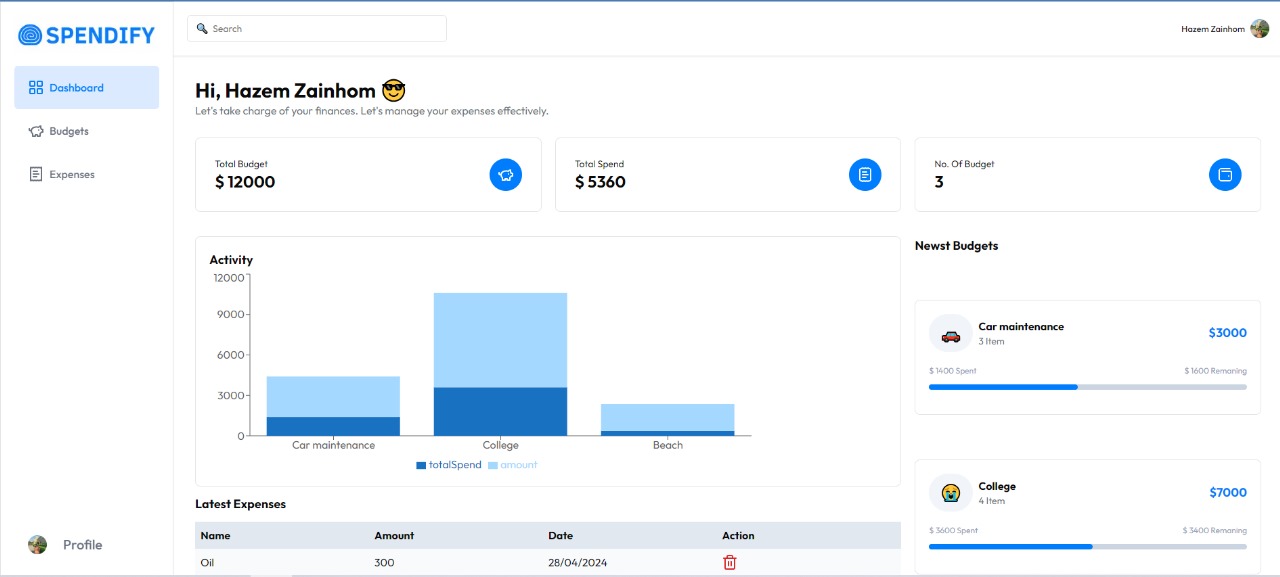 SPENDIFY
Search
Hazem Zainhom
Dashboard
Budgets
Expenses
Profile
Hi, Hazem Zainhom 😎
Let's take charge of your finances. Let's manage your expenses effectively.
Total Budget
$ 12000
Total Spend
$ 5360
No. Of Budget
3
Activity
12000
9000
6000
3000
0
Car maintenance College Beach
totalSpend amount
Newst Budgets
Car maintenance
3 Item
$3000
$ 1400 Spent $ 1600 Remaring
College
4 Item
$7000
$ 3600 Spent $ 3400 Remaring
Latest Expenses
Name Amount Date Action
Oil 300 28/04/2024